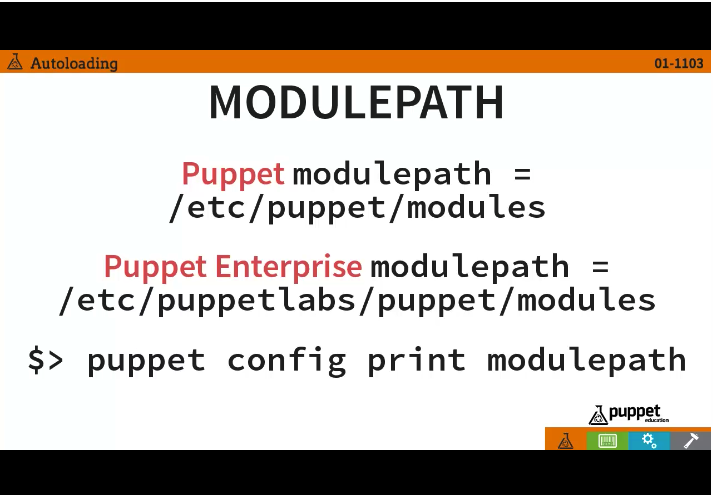 Autoloading
01-1103
MODULEPATH
Puppet modulepath =
/etc/puppet/modules
Puppet Enterprise modulepath =
/etc/puppetlabs/puppet/modules
$> puppet config print modulepath
puppet
education